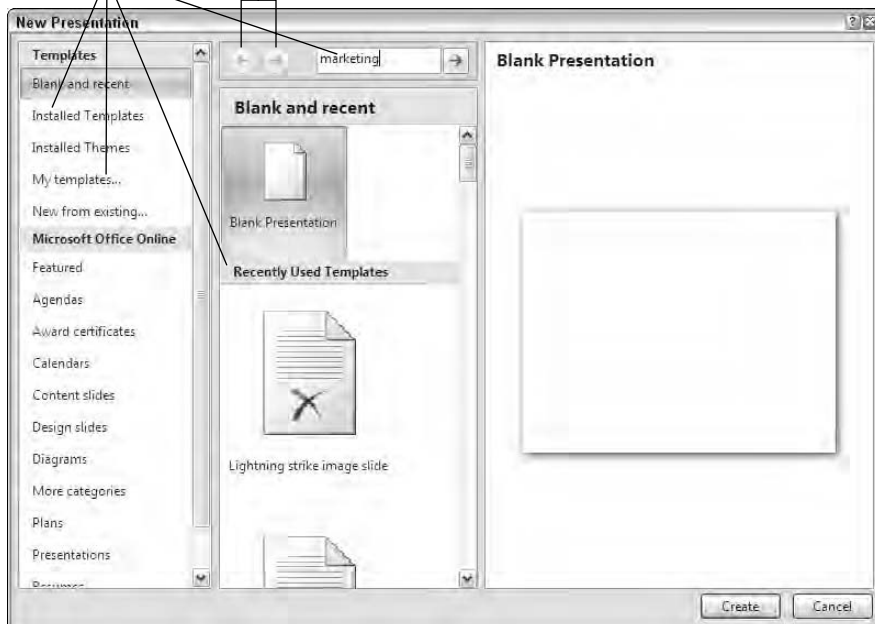 New Presentation
Templates
Blank and recent
Installed Templates
Installed Themes
My templates...
New from existing...
Microsoft Office Online
Featured
Agendas
Award certificates
Calendars
Content slides
Design slides
Diagrams
More categories
Plans
Presentations
Resumes
marketing
Blank and recent
Blank Presentation
Recently Used Templates
Lightning strike image slide
Blank Presentation
Create
Cancel